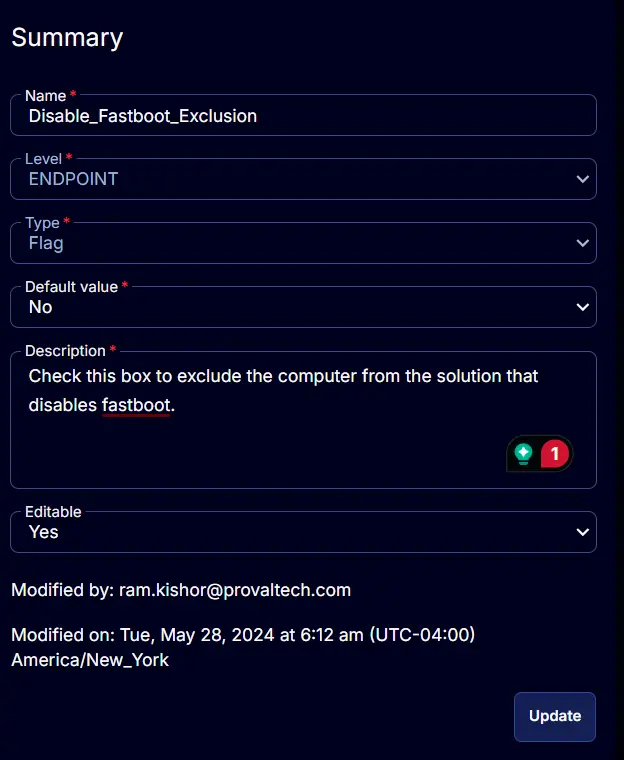 Summary
Name *
Disable_Fastboot_Exclusion
Level *
ENDPOINT
Type *
Flag
Default value *
No
Description *
Check this box to exclude the computer from the solution that
disables fastboot.
1
Editable
Yes
Modified by: ram.kishor@provaltech.com
Modified on: Tue, May 28, 2024 at 6:12 am (UTC-04:00)
America/New_York
Update